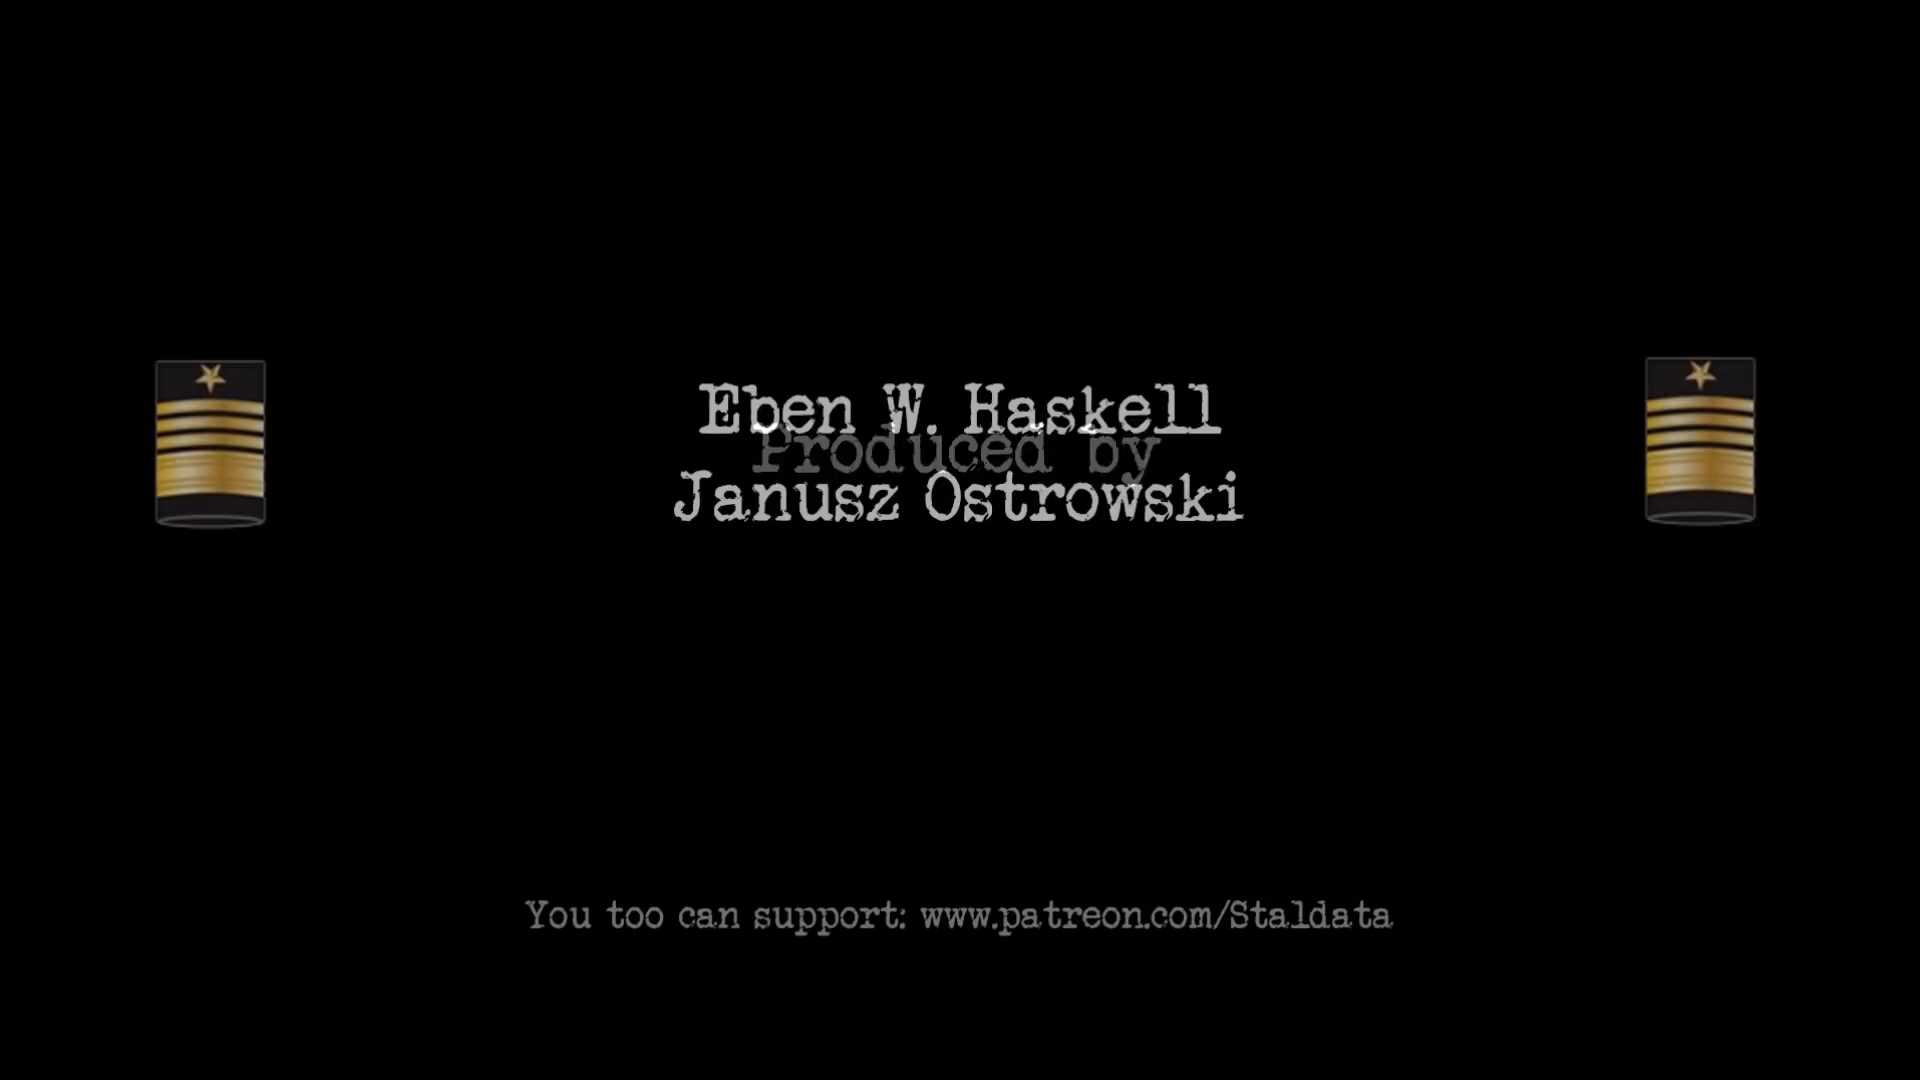 Eben W. Haskell
Produced by
Janusz Ostrowski
You too can support: www.patreon.com/Staldata